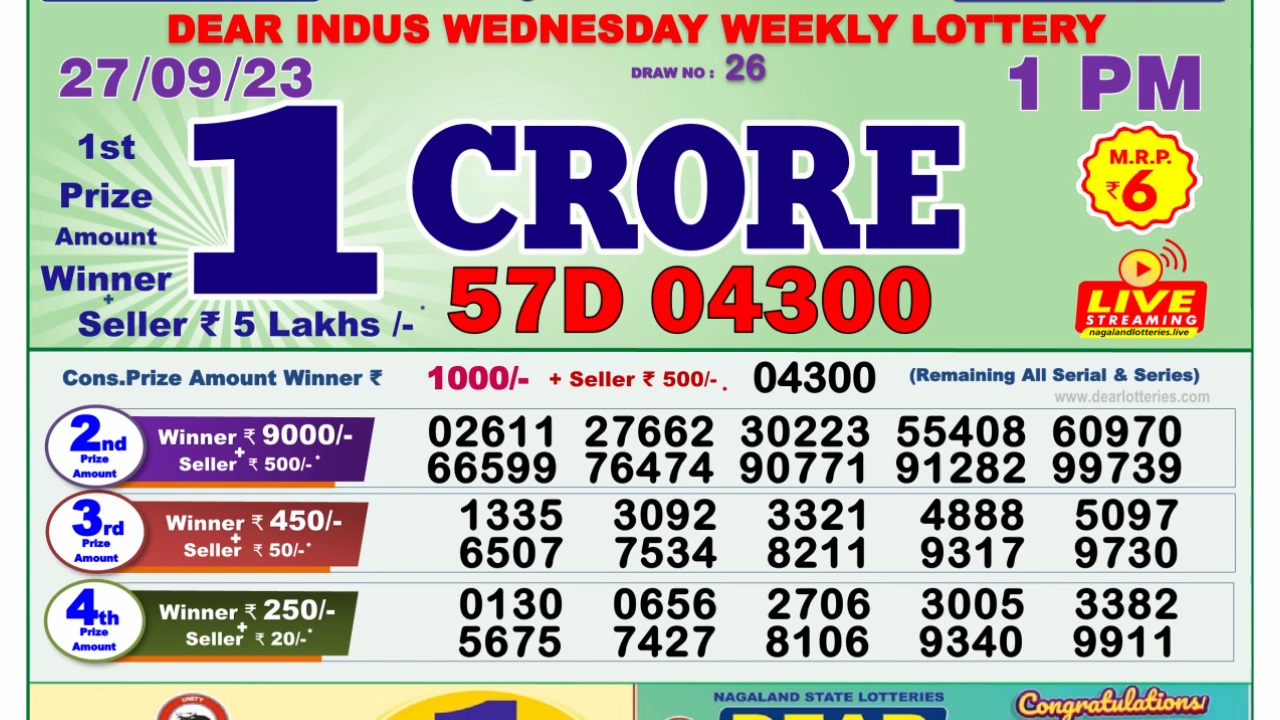 DEAR INDUS WEDNESDAY WEEKLY LOTTERY
27/09/23
DRAW NO : 26
1 PM
1st
Prize
Amount
Winner
+
Seller ₹ 5 Lakhs /-
1 CRORE
57D 04300
M.R.P.
₹6
LIVE
STREAMING
nagalandlotteries.live
Cons.Prize Amount Winner ₹ 1000/- + Seller ₹ 500/-. 04300 (Remaining All Serial & Series)
www.dearlotteries.com
2nd
Prize
Amount
Winner ₹ 9000/-
+
Seller ₹ 500/-*
02611 27662 30223 55408 60970
66599 76474 90771 91282 99739
3rd
Prize
Amount
Winner ₹ 450/-
+
Seller ₹ 50/-*
1335 3092 3321 4888 5097
6507 7534 8211 9317 9730
4th
Prize
Amount
Winner ₹ 250/-
+
Seller ₹ 20/-*
0130 0656 2706 3005 3382
5675 7427 8106 9340 9911
UNITY
1
NAGALAND STATE LOTTERIES
DEAR
Congratulations